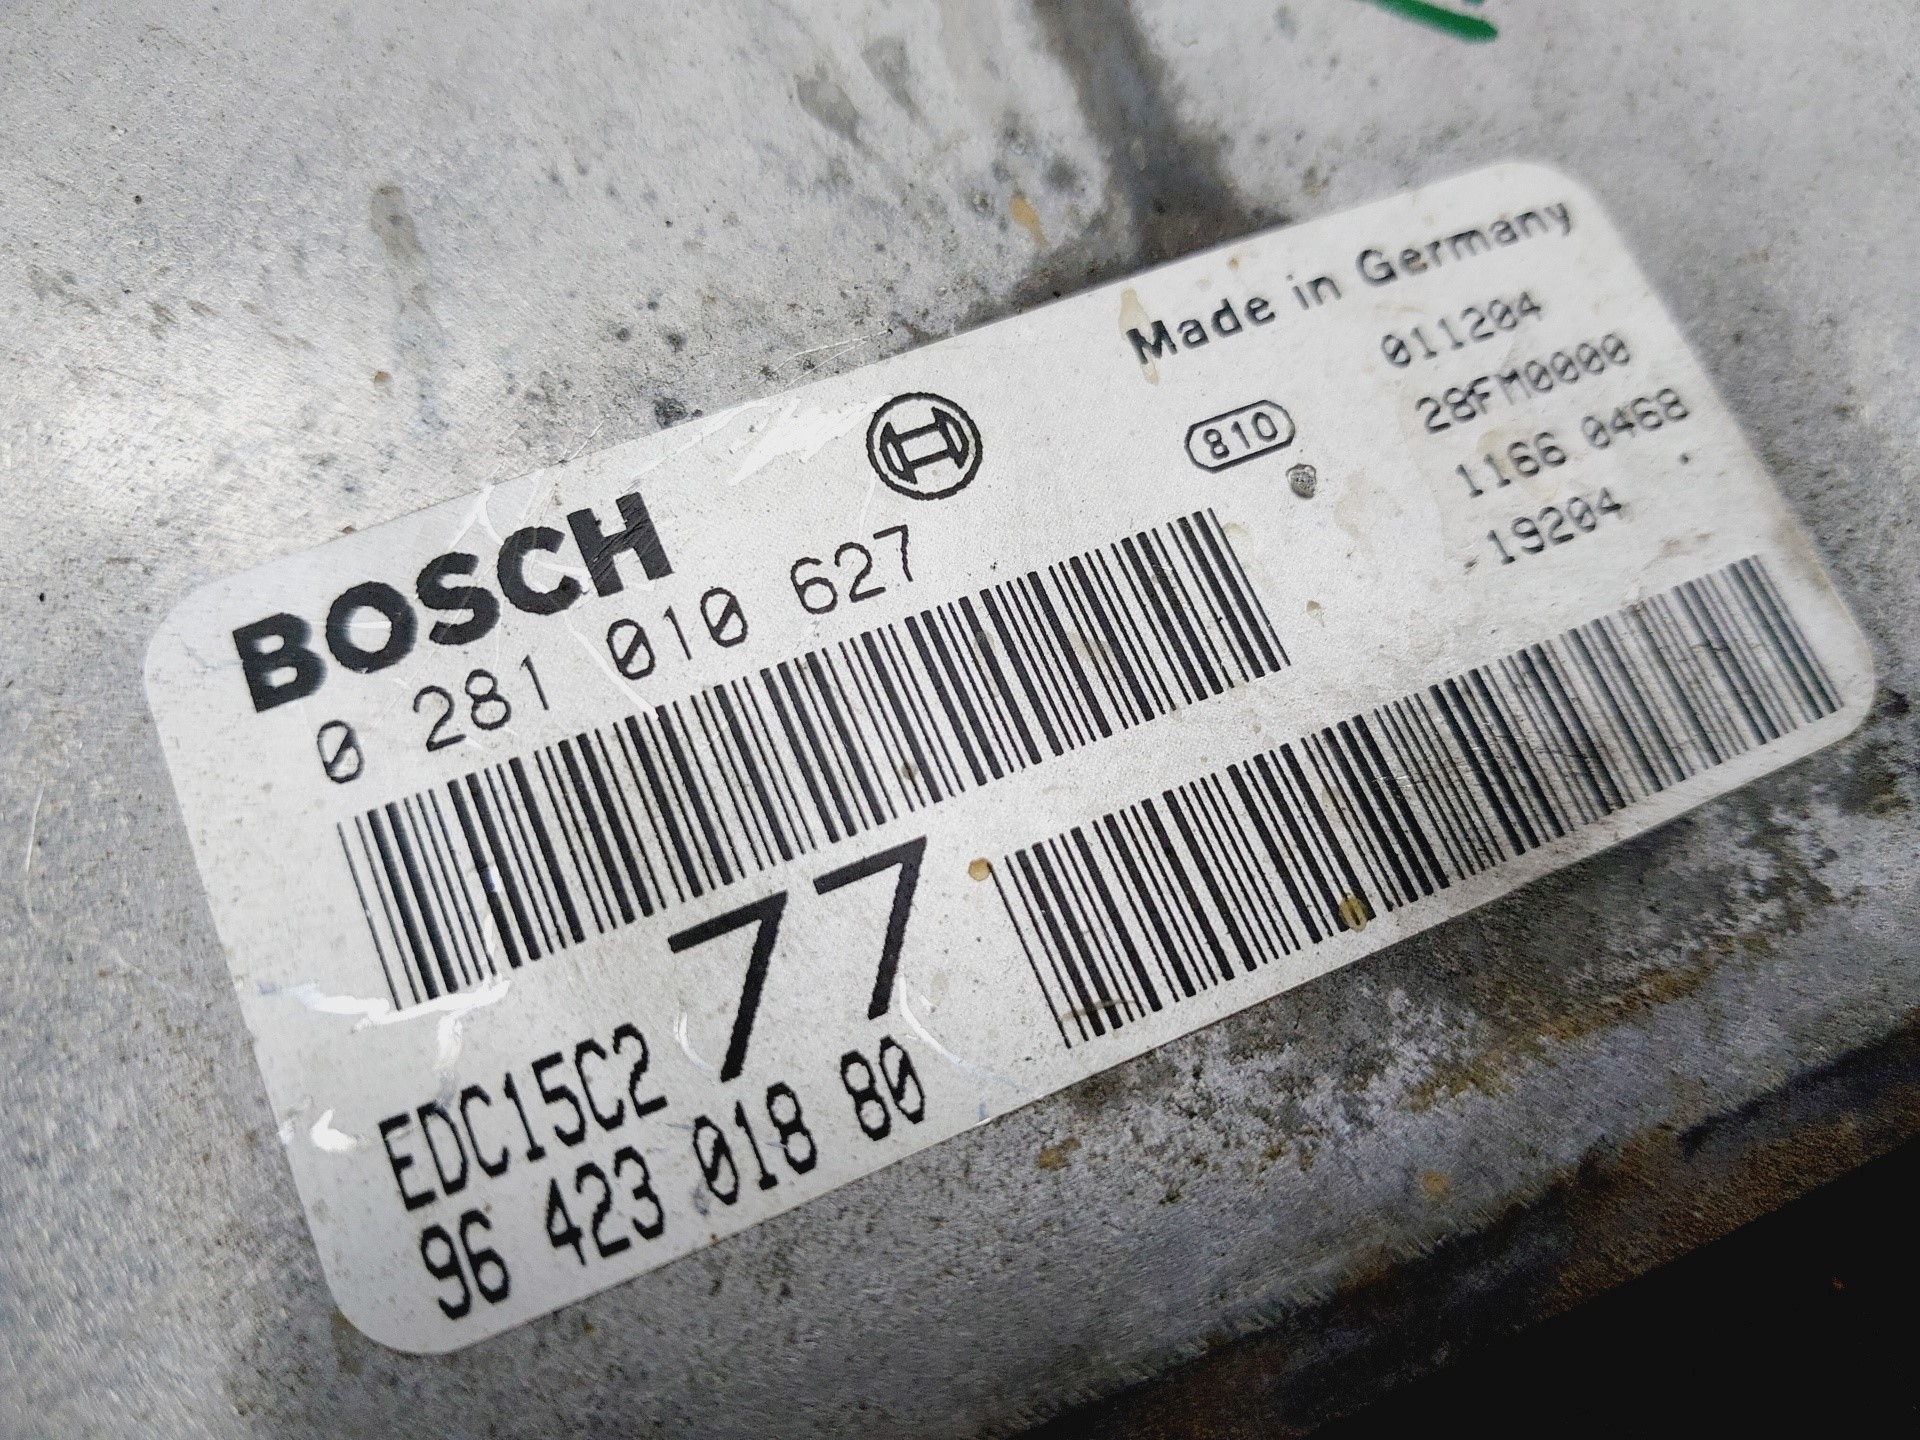 BOSCH
0 281 010 627
Made in Germany
810
011204
28FM0000
1166 0468
19204
77
EDC15C2
96 423 018 80